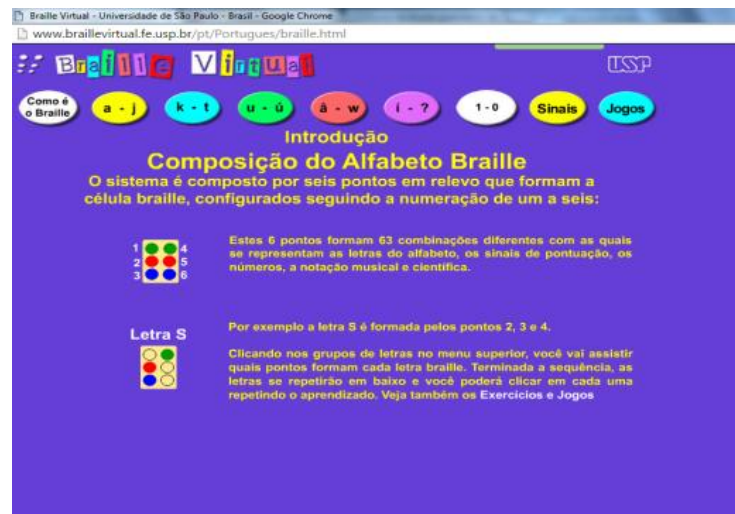 Braille Virtual - Universidade de São Paulo - Brasil - Google Chrome
www.braillevirtual.fe.usp.br/pt/Portugues/braille.html
Braille Virtual
USP
Como é
o Braille
a - j
k - t
u - ú
â - w
í - ?
1 - 0
Sinais
Jogos
Introdução
Composição do Alfabeto Braille
O sistema é composto por seis pontos em relevo que formam a
célula braille, configurados seguindo a numeração de um a seis:
1 4
2 5
3 6
Estes 6 pontos formam 63 combinações diferentes com as quais
se representam as letras do alfabeto, os sinais de pontuação, os
números, a notação musical e científica.
Letra S
Por exemplo a letra S é formada pelos pontos 2, 3 e 4.
Clicando nos grupos de letras no menu superior, você vai assistir
quais pontos formam cada letra braille. Terminada a sequência, as
letras se repetirão em baixo e você poderá clicar em cada uma
repetindo o aprendizado. Veja também os Exercícios e Jogos